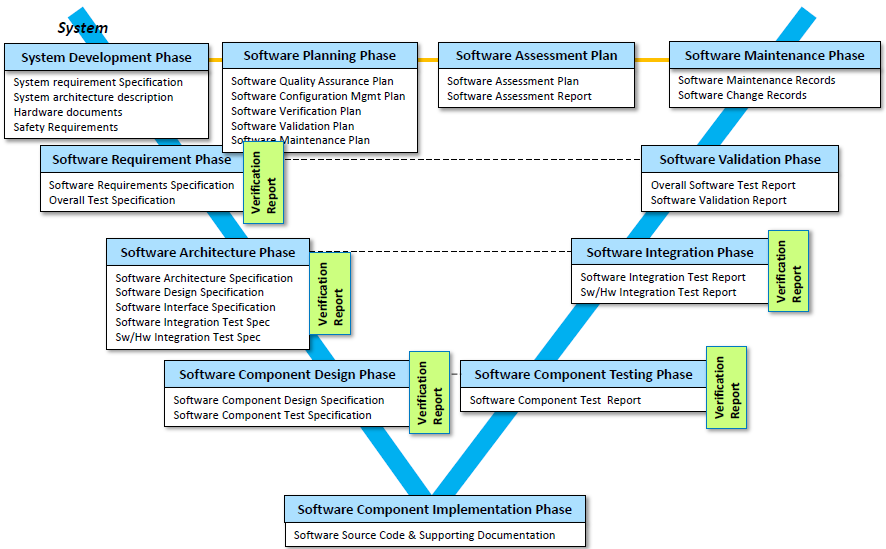 System
System Development Phase
System requirement Specification
System architecture description
Hardware documents
Safety Requirements
Software Planning Phase
Software Quality Assurance Plan
Software Configuration Mgmt Plan
Software Verification Plan
Software Validation Plan
Software Maintenance Plan
Software Assessment Plan
Software Assessment Plan
Software Assessment Report
Software Maintenance Phase
Software Maintenance Records
Software Change Records
Software Requirement Phase
Software Requirements Specification
Overall Test Specification
Verification
Report
Software Validation Phase
Overall Software Test Report
Software Validation Report
Software Architecture Phase
Software Architecture Specification
Software Design Specification
Software Interface Specification
Software Integration Test Spec
Sw/Hw Integration Test Spec
Verification
Report
Software Integration Phase
Software Integration Test Report
Sw/Hw Integration Test Report
Verification
Report
Software Component Design Phase
Software Component Design Specification
Software Component Test Specification
Verification
Report
Software Component Testing Phase
Software Component Test Report
Verification
Report
Software Component Implementation Phase
Software Source Code & Supporting Documentation